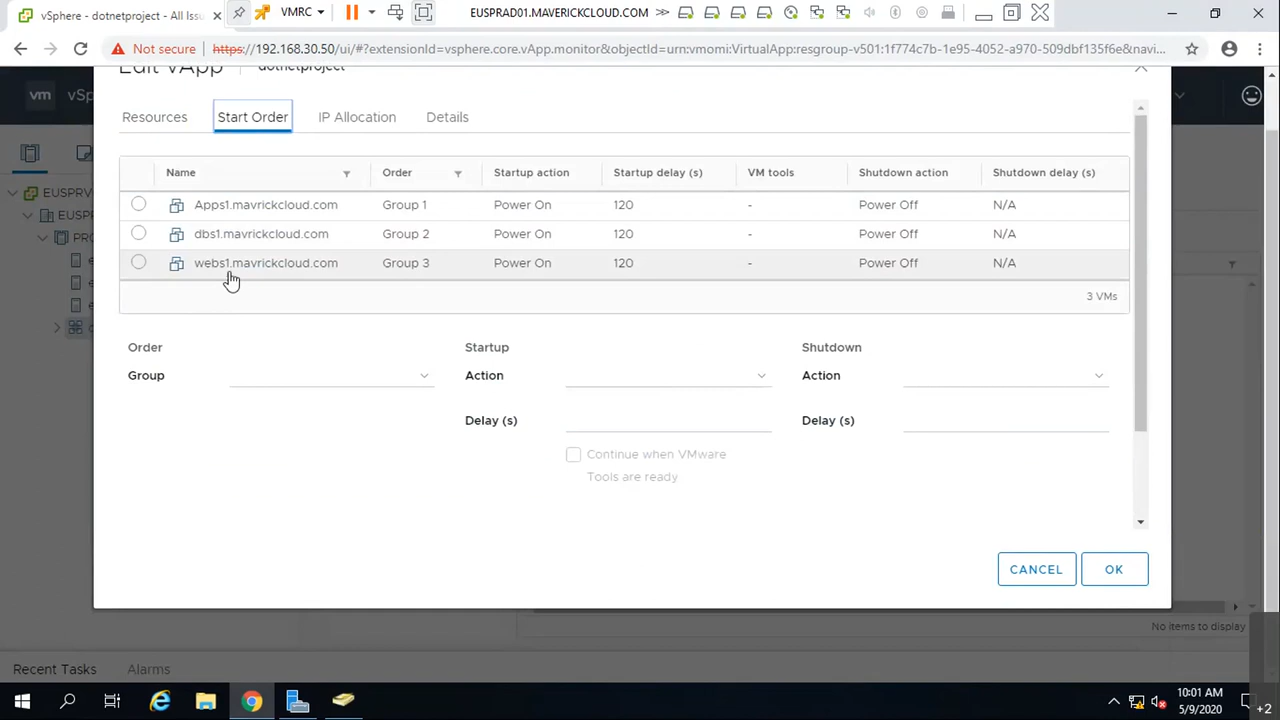 vSphere - dotnetproject - All Issu
VMRC
EUSPRAD01.MAVERICKCLOUD.COM
Not secure
https://192.168.30.50/ui/#?extensionId=vsphere.core.vApp.monitor&objectId=urn:vmomi:VirtualApp:resgroup-v501:1f774c7b-1e95-4052-a970-509dbf135f6e&navi...
Edit vApp dotnetproject
vm vSp
Resources Start Order IP Allocation Details
Name Order Startup action Startup delay (s) VM tools Shutdown action Shutdown delay (s)
Apps1.mavrickcloud.com Group 1 Power On 120 - Power Off N/A
dbs1.mavrickcloud.com Group 2 Power On 120 - Power Off N/A
webs1.mavrickcloud.com Group 3 Power On 120 - Power Off N/A
3 VMs
EUSPRV
EUSP
PRO
Order Startup Shutdown
Group Action Action
Delay (s) Delay (s)
Continue when VMware
Tools are ready
CANCEL OK
No items to display
Recent Tasks Alarms
10:01 AM
5/9/2020
+2